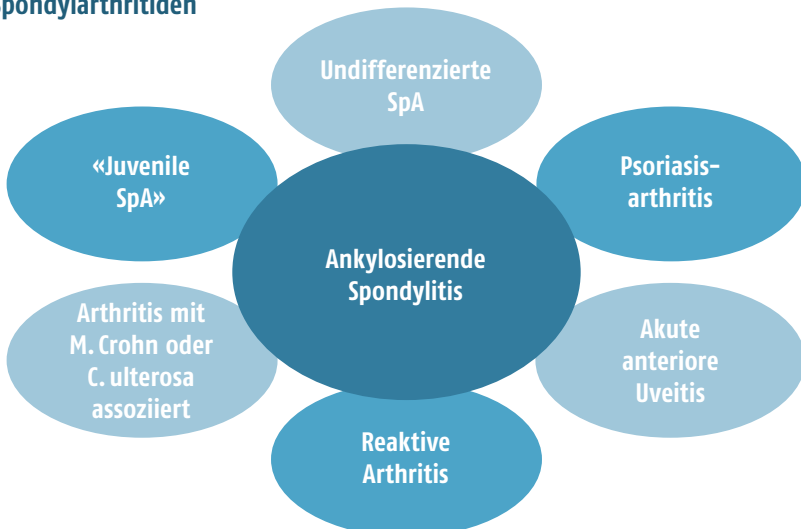 Spondylarthritiden
Undifferenzierte
SpA
«Juvenile
SpA»
Psoriasis-
arthritis
Ankylosierende
Spondylitis
Arthritis mit
M. Crohn oder
C. ulterosa
assoziiert
Akute
anteriore
Uveitis
Reaktive
Arthritis